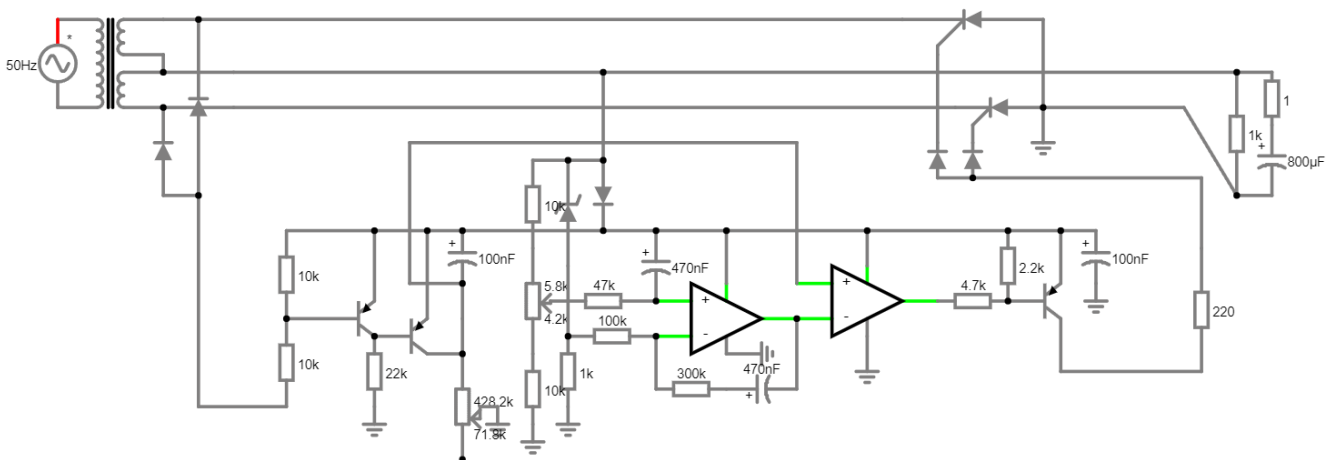 *
50Hz
1
1k
+
800µF
10k
+
100nF
10k
+
470nF
5.8k
4.2k
47k
+
-
+
-
2.2k
4.7k
+
100nF
220
10k
22k
428.2k
71.8k
10k
1k
100k
300k
470nF
+